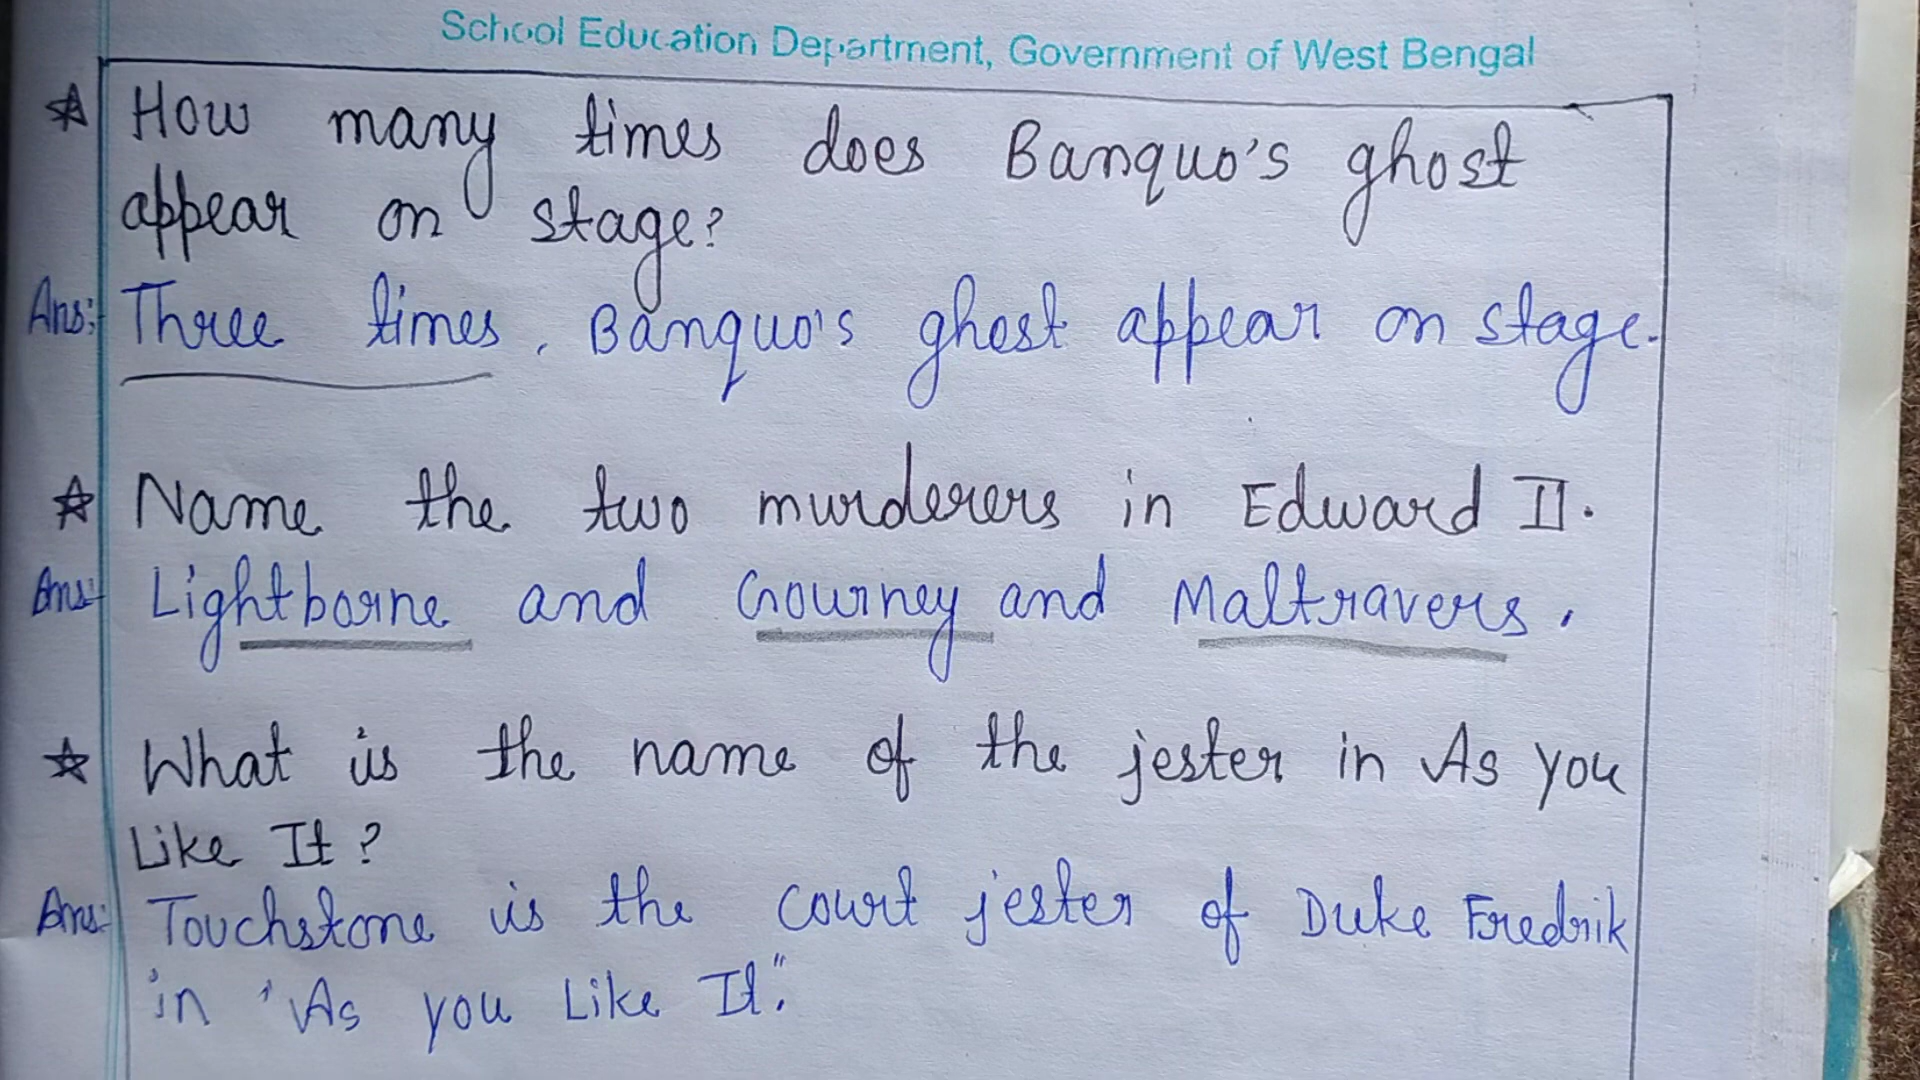 School Education Department, Government of West Bengal
☆ How many times does Banquo's ghost
appear on stage?
Ans: Three times, Banquo's ghost appear on stage.
☆ Name the two murderers in Edward II.
Ans: Lightborne and Gourney and Maltravers.
☆ What is the name of the jester in As you
Like It?
Ans: Touchstone is the court jester of Duke Fredrik
in 'As you Like It".